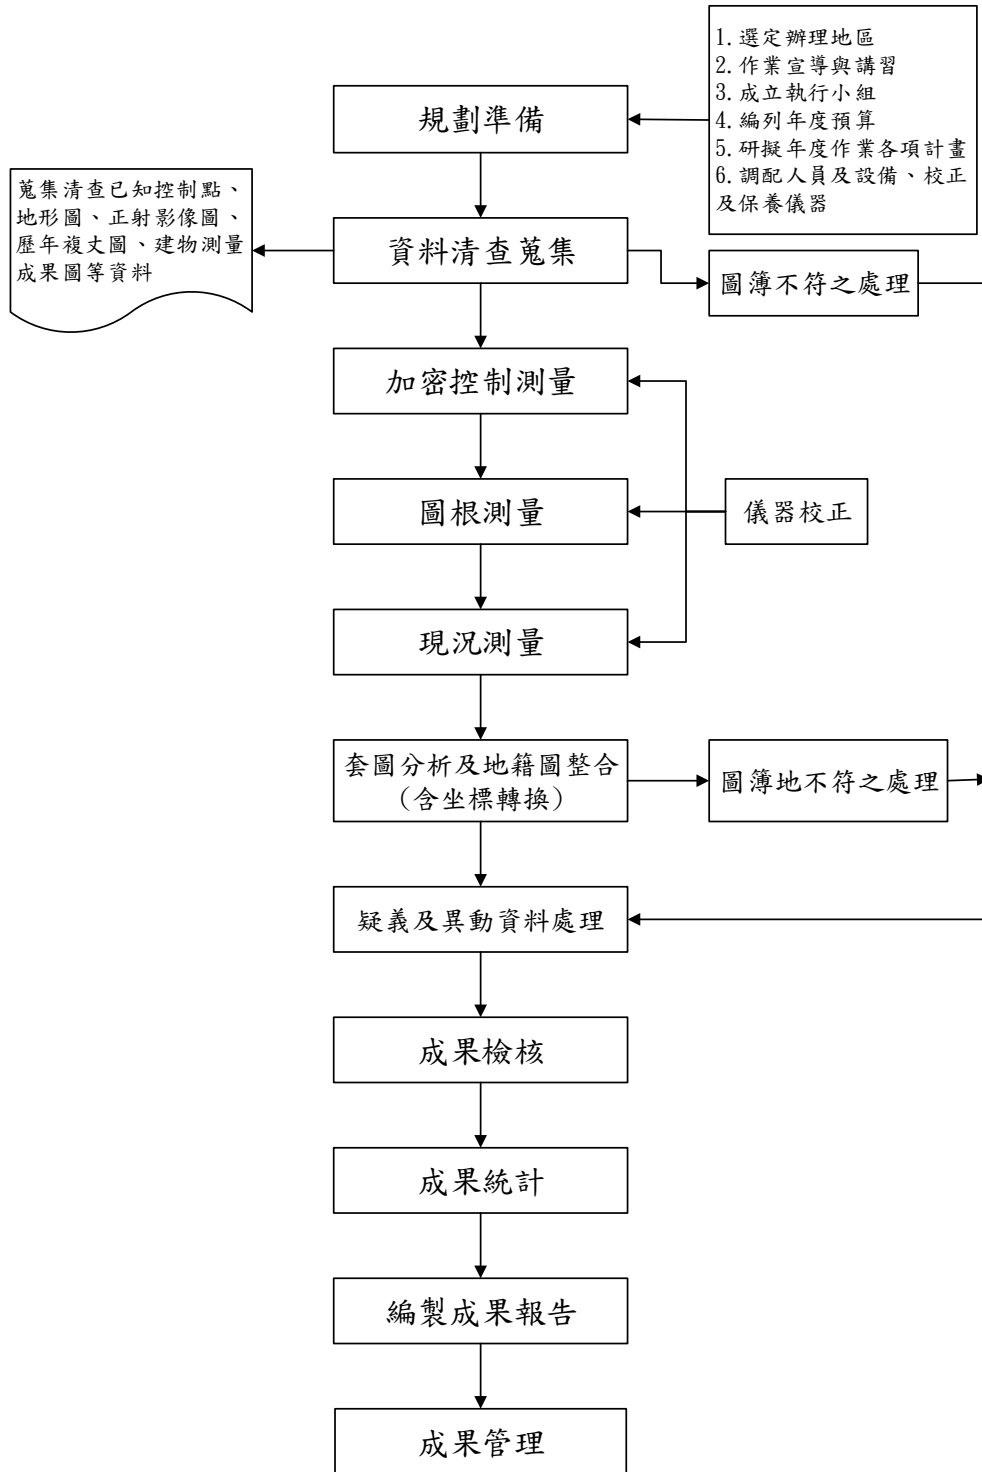 1.選定辦理地區
2.作業宣導與講習
3.成立執行小組
4.編列年度預算
5.研擬年度作業各項計畫
6.調配人員及設備、校正
及保養儀器
規劃準備
蒐集清查已知控制點、
地形圖、正射影像圖、
歷年複丈圖、建物測量
成果圖等資料
資料清查蒐集
圖簿不符之處理
加密控制測量
圖根測量
儀器校正
現況測量
套圖分析及地籍圖整合
(含坐標轉換)
圖簿地不符之處理
疑義及異動資料處理
成果檢核
成果統計
編製成果報告
成果管理